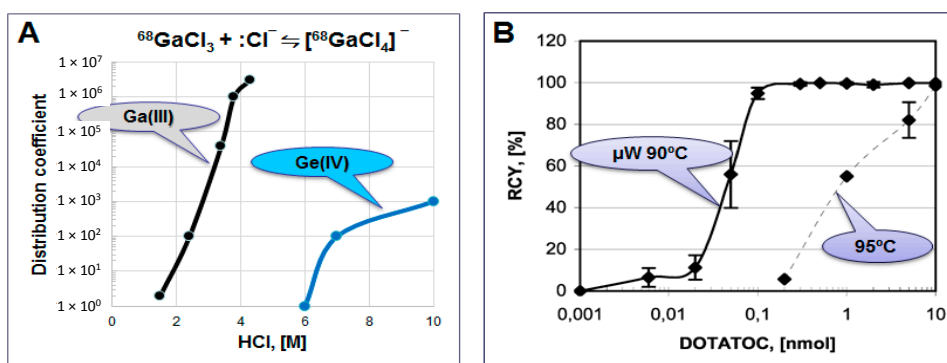 A
⁶⁸GaCl₃ + :Cl⁻ ⇋ [⁶⁸GaCl₄]⁻
Distribution coefficient
1 × 10⁷
1 × 10⁶
1 × 10⁵
1 × 10⁴
1 × 10³
1 × 10²
1 × 10¹
1 × 10⁰
Ga(III)
Ge(IV)
0 2 4 6 8 10
HCl, [M]
B
RCY, [%]
120
100
80
60
40
20
0
µW 90ºC
95ºC
0,001 0,01 0,1 1 10
DOTATOC, [nmol]